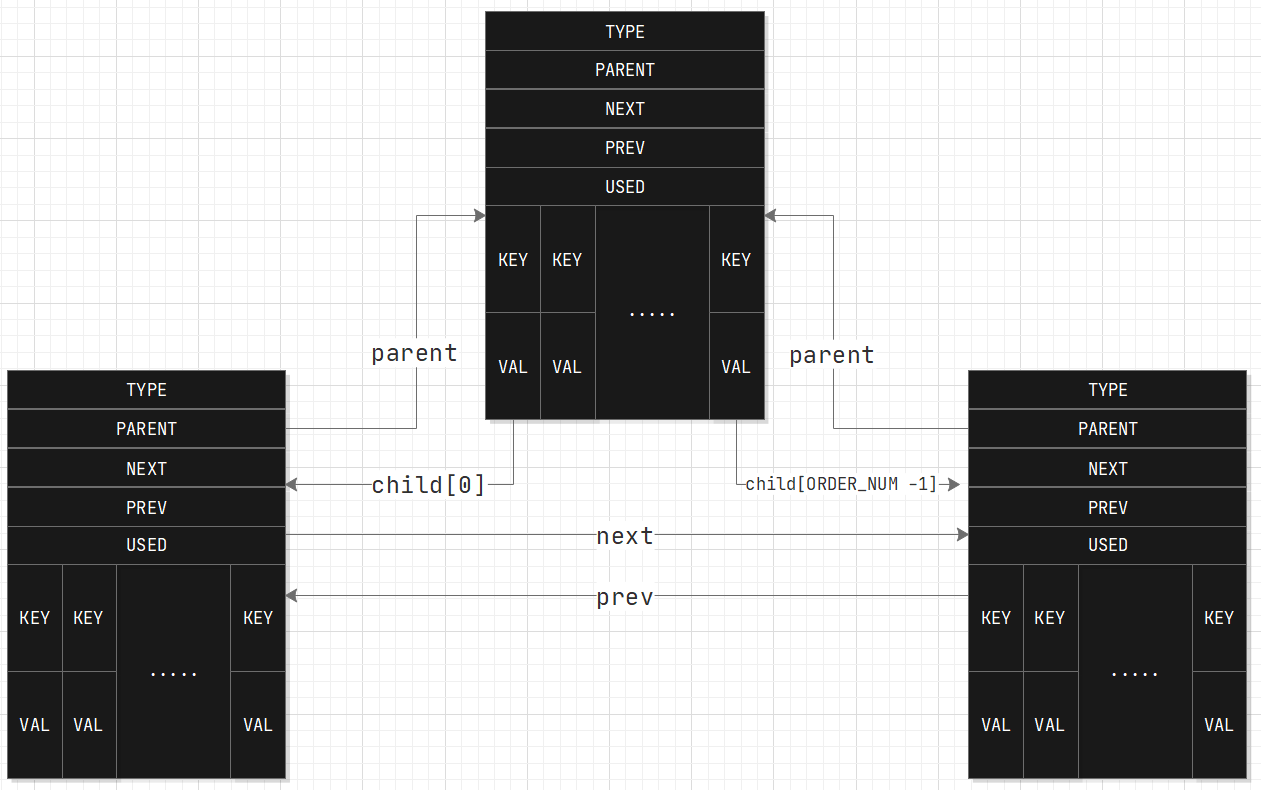 TYPE
PARENT
NEXT
PREV
USED
KEY KEY ..... KEY
VAL VAL VAL
parent
parent
child[0]
child[ORDER_NUM -1]
next
prev
TYPE
PARENT
NEXT
PREV
USED
KEY KEY ..... KEY
VAL VAL VAL
TYPE
PARENT
NEXT
PREV
USED
KEY KEY ..... KEY
VAL VAL VAL